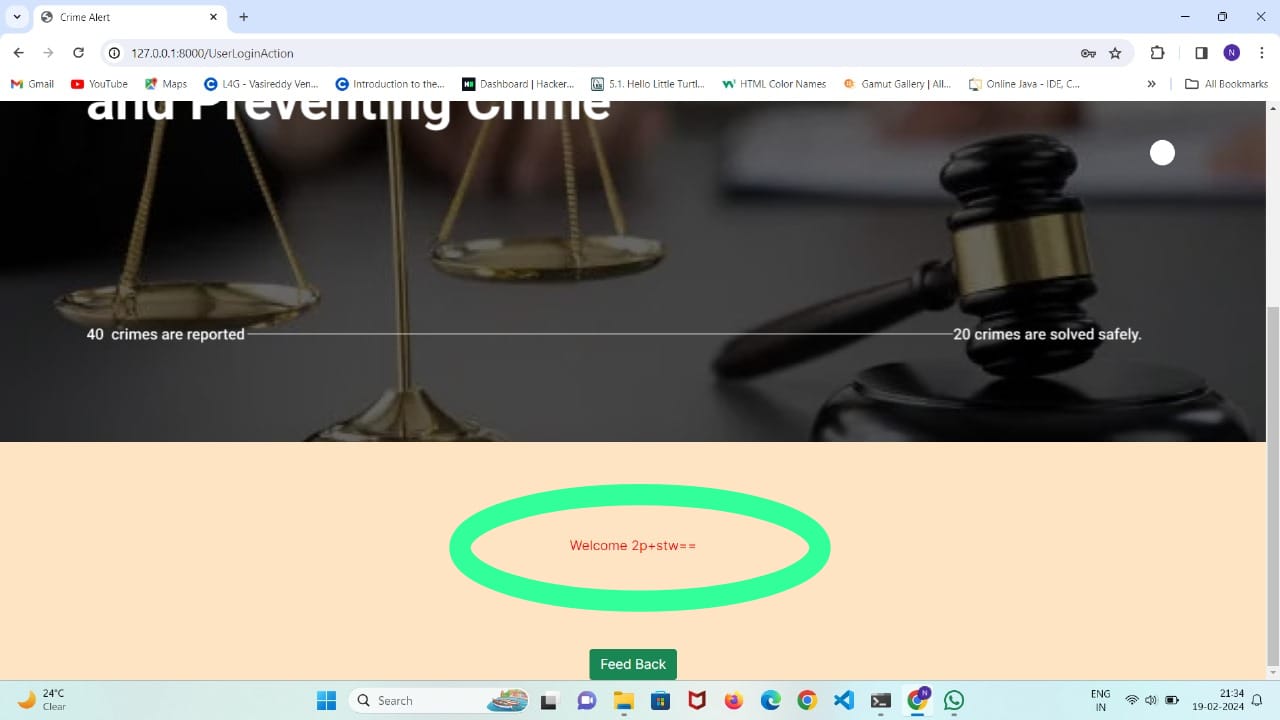 Crime Alert
127.0.0.1:8000/UserLoginAction
N
Gmail
YouTube
Maps
L4G - Vasireddy Ven...
Introduction to the...
Dashboard | Hacker...
5.1. Hello Little Turtl...
HTML Color Names
Gamut Gallery | All...
Online Java - IDE, C...
All Bookmarks
and Preventing Crime
40 crimes are reported
20 crimes are solved safely.
Welcome 2p+stw==
Feed Back
24°C
Clear
Search
N
ENG
IN
21:34
19-02-2024